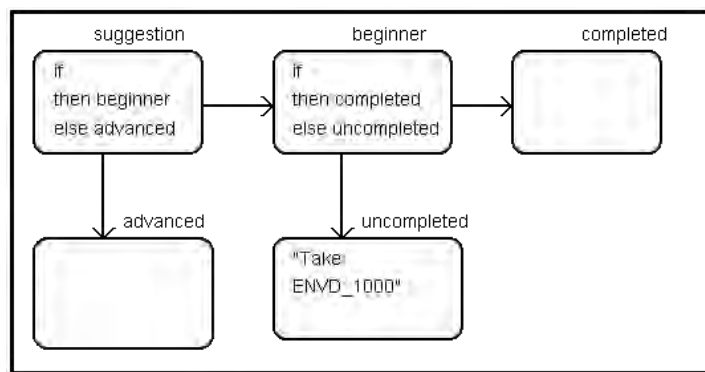 suggestion
beginner
completed
if
then beginner
else advanced
if
then completed
else uncompleted
advanced
uncompleted
"Take
ENVD_1000"